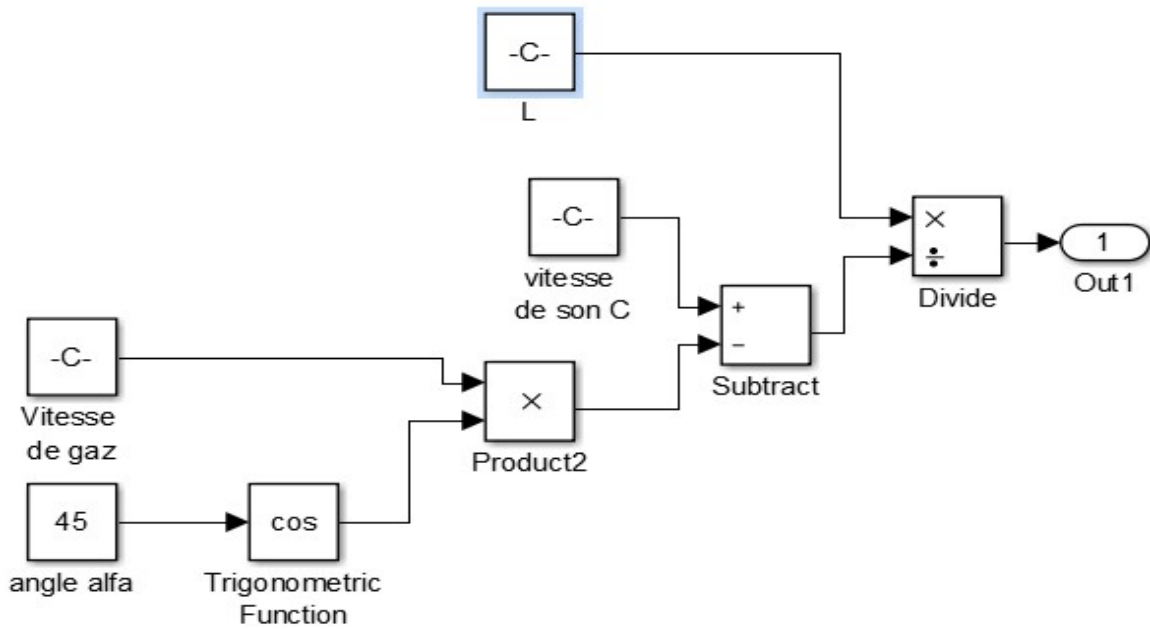 -C-
L
-C-
vitesse
de son C
×
÷
Divide
1
Out1
+
−
Subtract
-C-
Vitesse
de gaz
×
Product2
45
angle alfa
cos
Trigonometric
Function